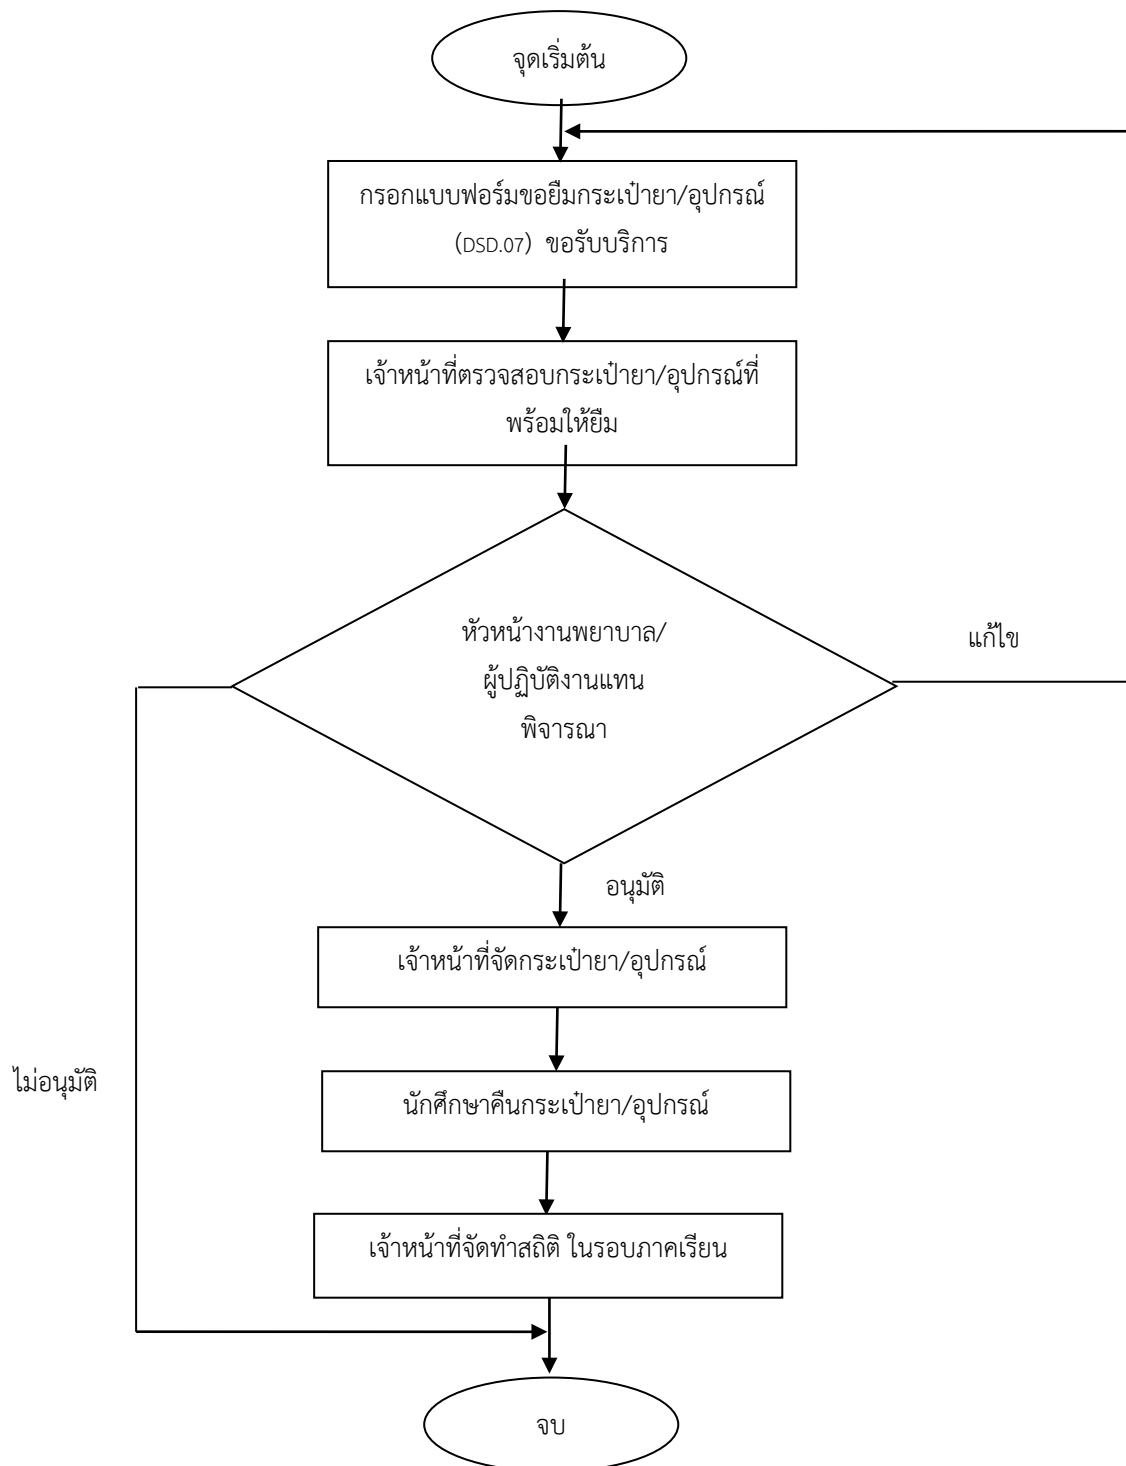 จุดเริ่มต้น
กรอกแบบฟอร์มขอยืมกระเป๋ายา/อุปกรณ์
(DSD.07) ขอรับบริการ
เจ้าหน้าที่ตรวจสอบกระเป๋ายา/อุปกรณ์ที่
พร้อมให้ยืม
หัวหน้างานพยาบาล/
ผู้ปฏิบัติงานแทน
พิจารณา
แก้ไข
อนุมัติ
เจ้าหน้าที่จัดกระเป๋ายา/อุปกรณ์
ไม่อนุมัติ
นักศึกษาคืนกระเป๋ายา/อุปกรณ์
เจ้าหน้าที่จัดทำสถิติ ในรอบภาคเรียน
จบ